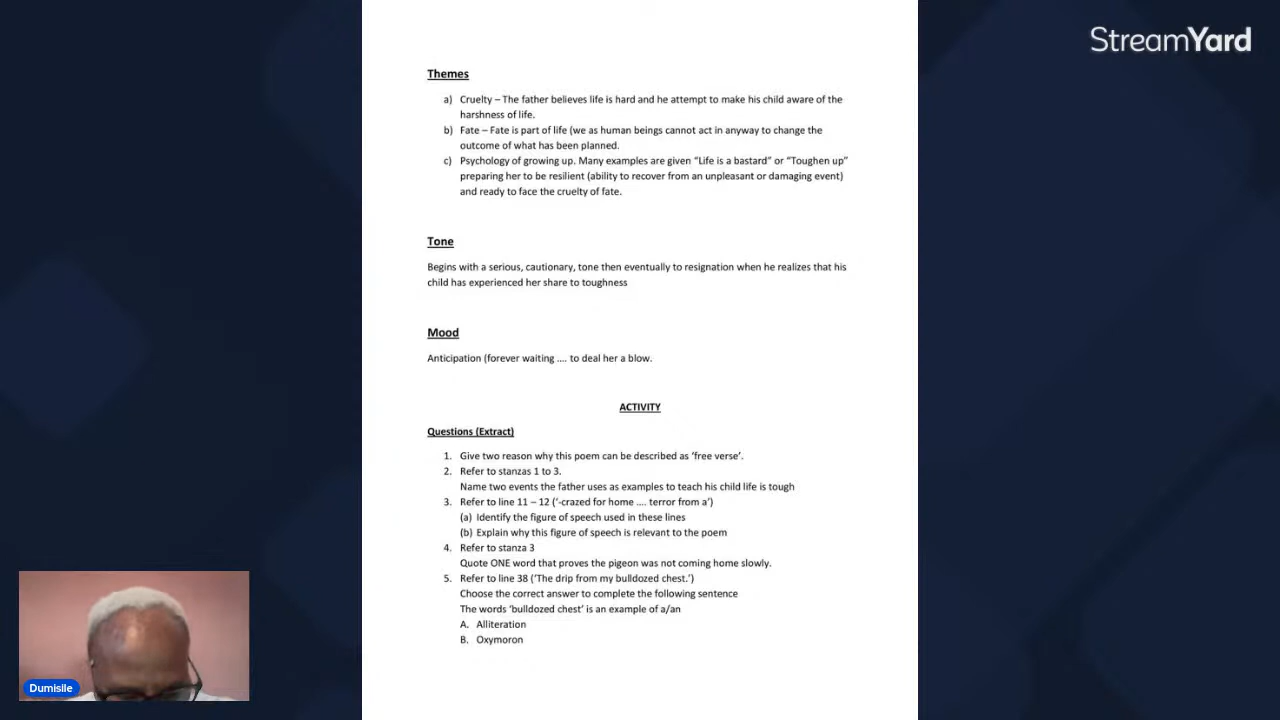 StreamYard
Themes
a) Cruelty – The father believes life is hard and he attempt to make his child aware of the
harshness of life.
b) Fate – Fate is part of life (we as human beings cannot act in anyway to change the
outcome of what has been planned.
c) Psychology of growing up. Many examples are given “Life is a bastard” or “Toughen up”
preparing her to be resilient (ability to recover from an unpleasant or damaging event)
and ready to face the cruelty of fate.
Tone
Begins with a serious, cautionary, tone then eventually to resignation when he realizes that his
child has experienced her share to toughness
Mood
Anticipation (forever waiting .... to deal her a blow.
ACTIVITY
Questions (Extract)
1. Give two reason why this poem can be described as ‘free verse’.
2. Refer to stanzas 1 to 3.
Name two events the father uses as examples to teach his child life is tough
3. Refer to line 11 – 12 (‘-crazed for home .... terror from a’)
(a) Identify the figure of speech used in these lines
(b) Explain why this figure of speech is relevant to the poem
4. Refer to stanza 3
Quote ONE word that proves the pigeon was not coming home slowly.
5. Refer to line 38 (‘The drip from my bulldozed chest.’)
Choose the correct answer to complete the following sentence
The words ‘bulldozed chest’ is an example of a/an
A. Alliteration
B. Oxymoron
Dumisile